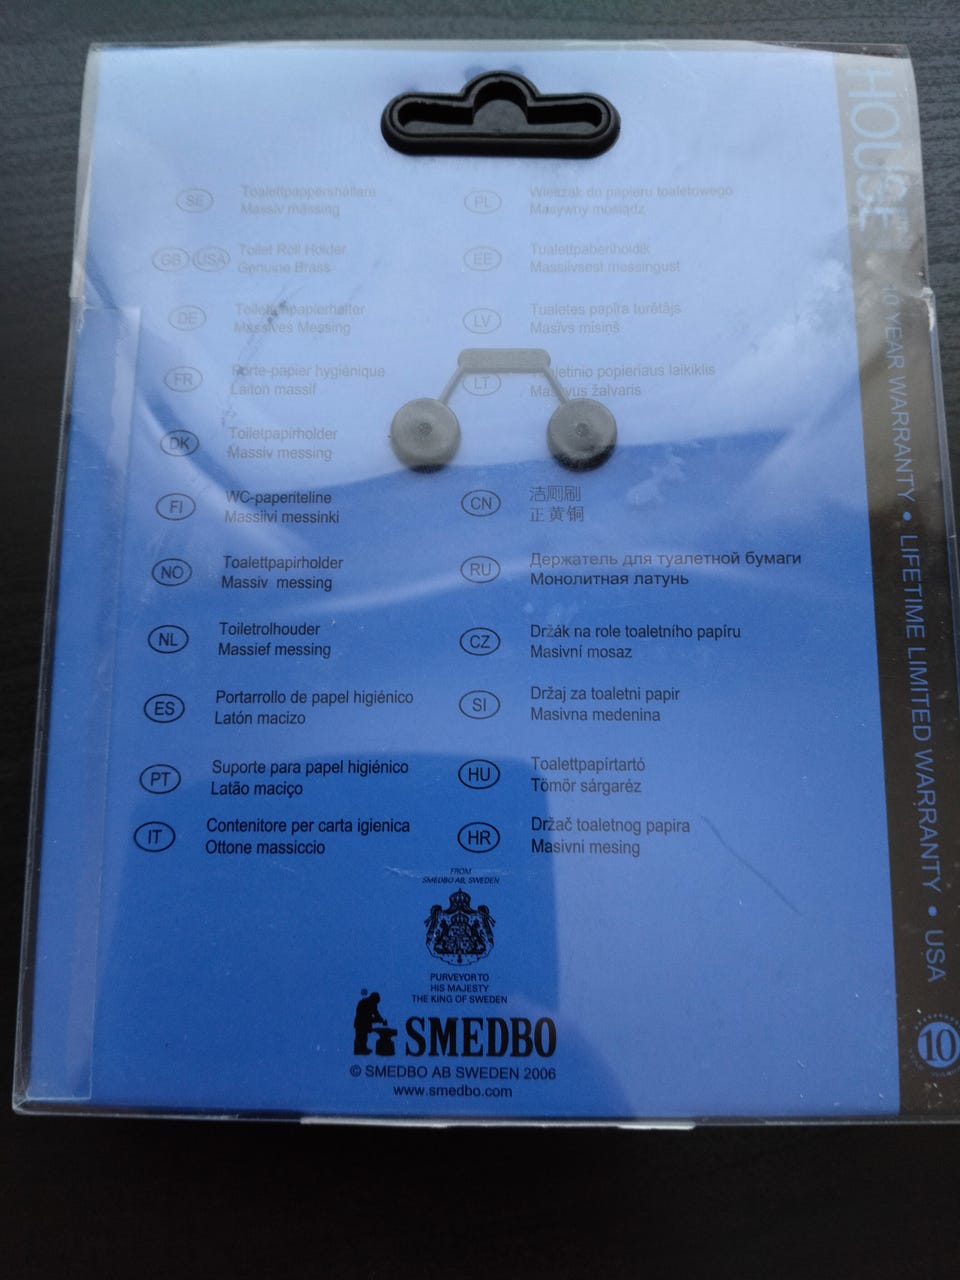 SE
Toalettpappershållare
Massiv mässing
GB USA
Toilet Roll Holder
Genuine Brass
DE
Massives Messing
FR
Porte-papier hygiénique
Laiton massif
DK
Toiletpapirholder
Massiv messing
FI
WC-paperiteline
Massiivi messinki
NO
Toalettpapirholder
Massiv messing
NL
Toiletrolhouder
Massief messing
ES
Portarrollo de papel higiénico
Latón macizo
PT
Suporte para papel higiénico
Latão maciço
IT
Contenitore per carta igienica
Ottone massiccio
PL
Wieszak do papieru toaletowego
Masywny mosiądz
EE
Tualettpaberihoidik
Massiivsest messingust
LV
Tualetes papīra turētājs
Masīvs misiņš
LT
popieriaus laikiklis
žalvaris
CN
洁厕刷
正黄铜
RU
Держатель для туалетной бумаги
Монолитная латунь
CZ
Držák na role toaletního papíru
Masivní mosaz
SI
Držaj za toaletni papir
Masivna medenina
HU
Toalettpapírtartó
Tömör sárgaréz
HR
Držač toaletnog papira
Masivni mesing
FROM
SMEDBO AB, SWEDEN
PURVEYOR TO
HIS MAJESTY
THE KING OF SWEDEN
® SMEDBO
© SMEDBO AB SWEDEN 2006
www.smedbo.com
HOUSE
10 YEAR WARRANTY • LIFETIME LIMITED WARRANTY • USA
10